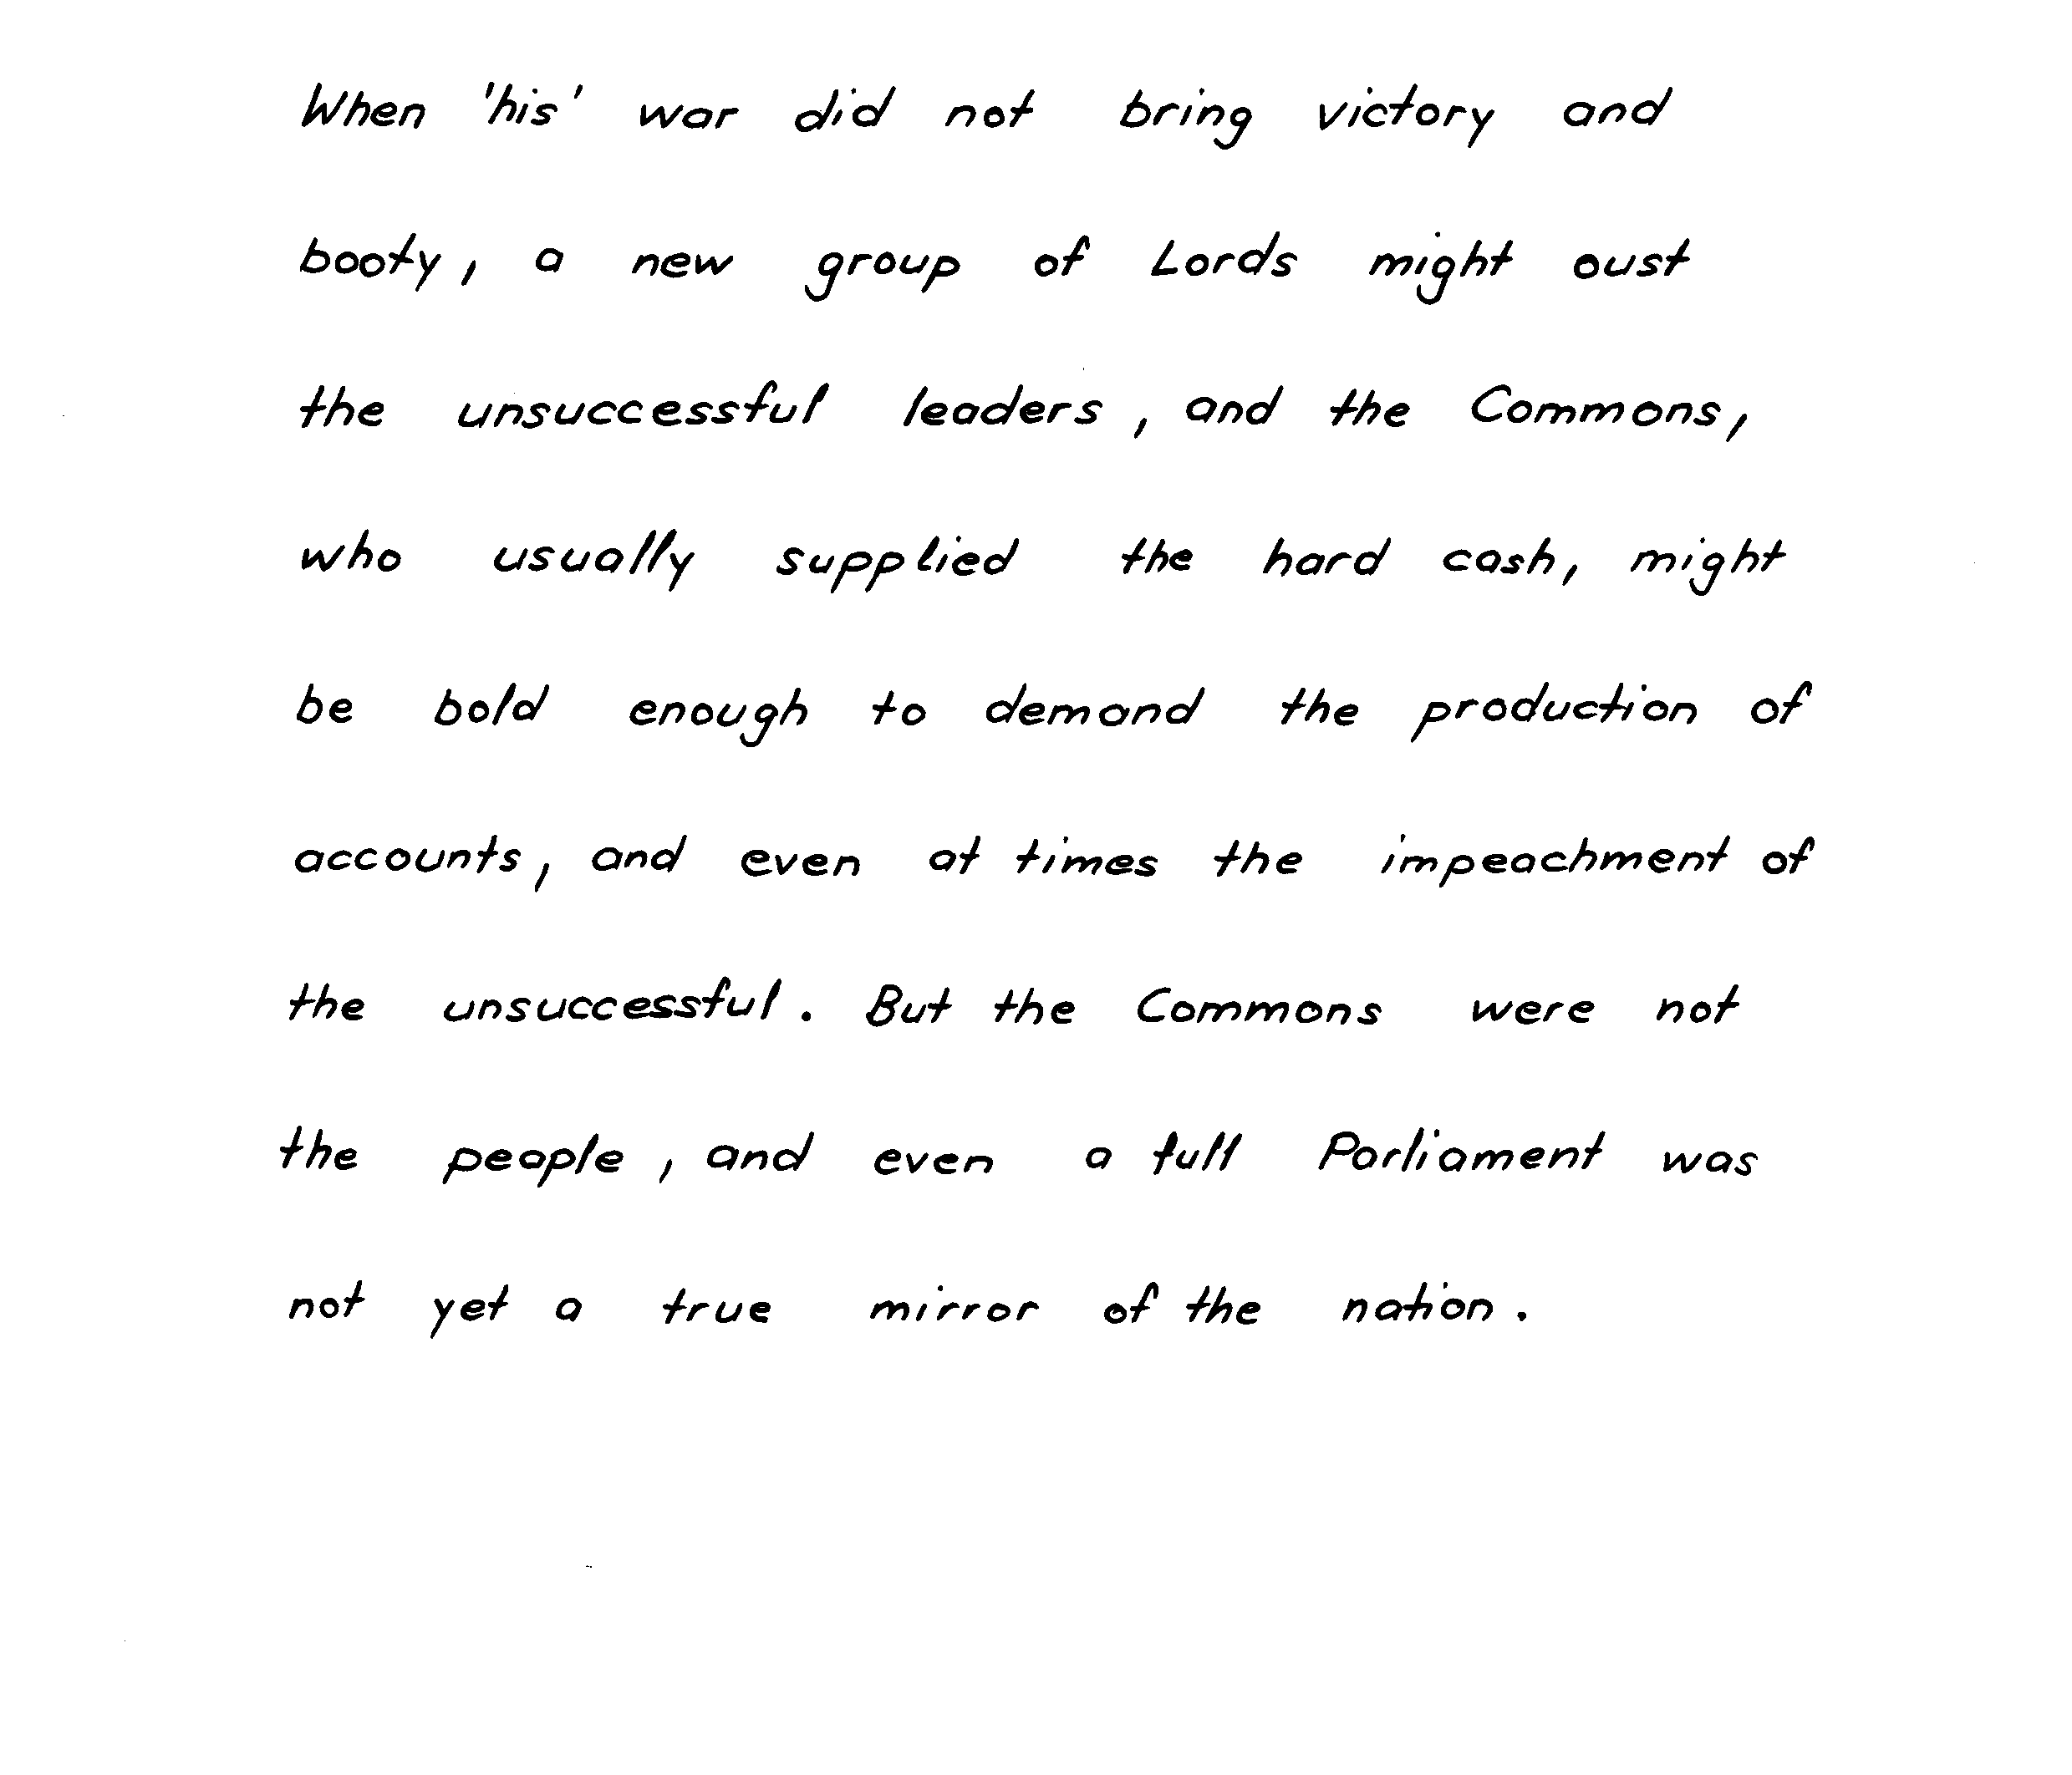 When 'his' war did not bring victory and
booty, a new group of Lords might oust
the unsuccessful leaders, and the Commons,
who usually supplied the hard cash, might
be bold enough to demand the production of
accounts, and even at times the impeachment of
the unsuccessful. But the Commons were not
the people, and even a full Parliament was
not yet a true mirror of the nation.